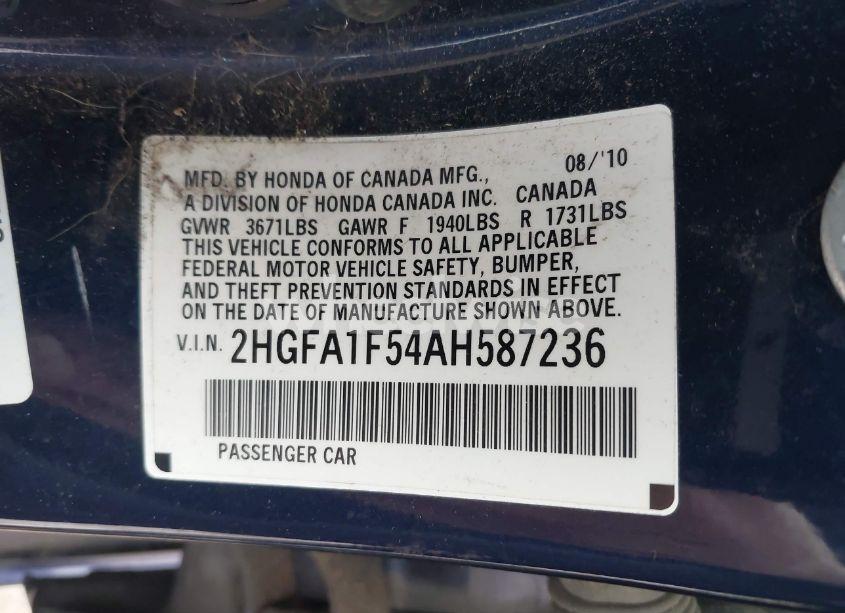 MFD. BY HONDA OF CANADA MFG., 08/'10
A DIVISION OF HONDA CANADA INC. CANADA
GVWR 3671LBS GAWR F 1940LBS R 1731LBS
THIS VEHICLE CONFORMS TO ALL APPLICABLE
FEDERAL MOTOR VEHICLE SAFETY, BUMPER,
AND THEFT PREVENTION STANDARDS IN EFFECT
ON THE DATE OF MANUFACTURE SHOWN ABOVE.
V.I.N. 2HGFA1F54AH587236
PASSENGER CAR